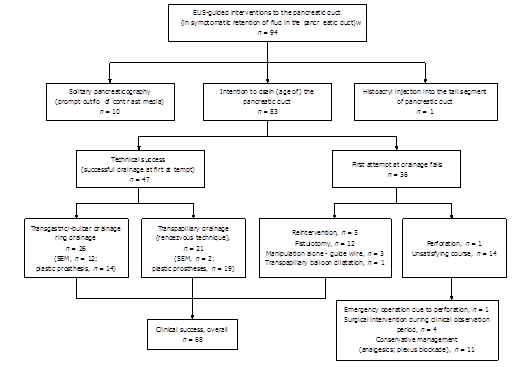 EUS-guided interventions to the pancreatic duct
(in symptomatic retention of fluid in the pancr eatic duct)w
n = 94
Solitary pancreaticography
(prompt outflo of contrast media)
n = 10
Intention to drain (age of) the
pancreatic duct
n = 83
Histoacryl injection into the tail segment
of pancreatic duct
n = 1
Technical success
(successful drainage at firt attempt)
n = 47
First attempt at drainage fails
n = 36
Transgastric/-bulbar drainage
ring drainage
n = 26
(SEM, n = 12;
plastic prosthesis, n = 14)
Transpapillary drainage
(rendezvous technique),
n = 21
(SEM, n = 2;
plastic prostheses, n = 19)
Reintervention, n = 5
Fistulotomy, n = 12
Manipulation alone - guide wire, n = 3
Transpapillary balloon dilatation, n = 1
Perforation, n = 1
Unsatisfying course, n = 14
Clinical success, overall
n = 68
Emergency operation due to perforation, n = 1
Surgical intervention during clinical observation
period, n = 4
Conservative management
(analgesics; plexus blockade), n = 11